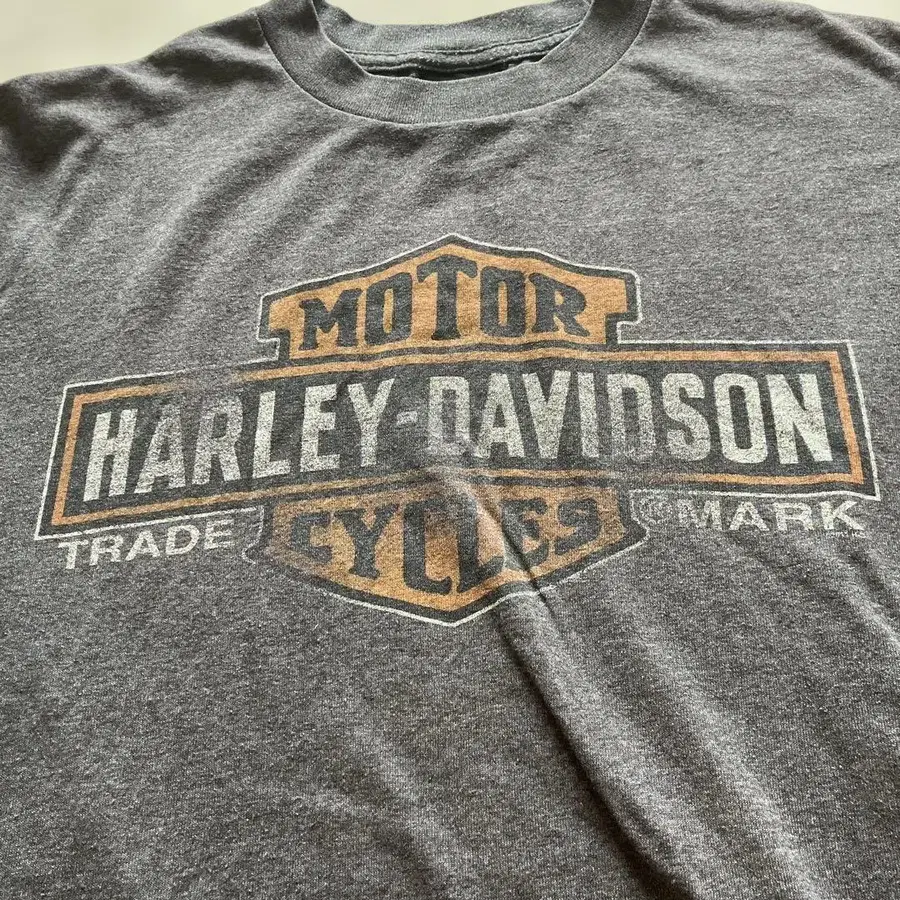 MOTOR
HARLEY-DAVIDSON
TRADE ® MARK
CYCLES